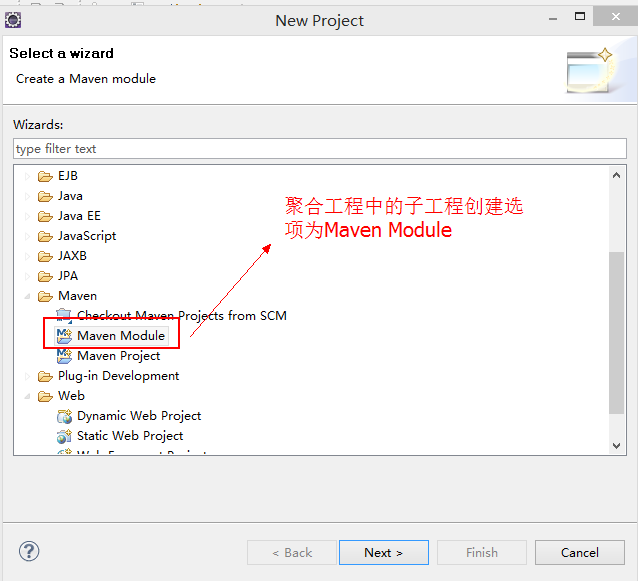 New Project
Select a wizard
Create a Maven module
Wizards:
type filter text
EJB
Java
Java EE
JavaScript
JAXB
JPA
Maven
Checkout Maven Projects from SCM
Maven Module
Maven Project
Plug-in Development
Web
Dynamic Web Project
Static Web Project
聚合工程中的子工程创建选
项为Maven Module
< Back
Next >
Finish
Cancel